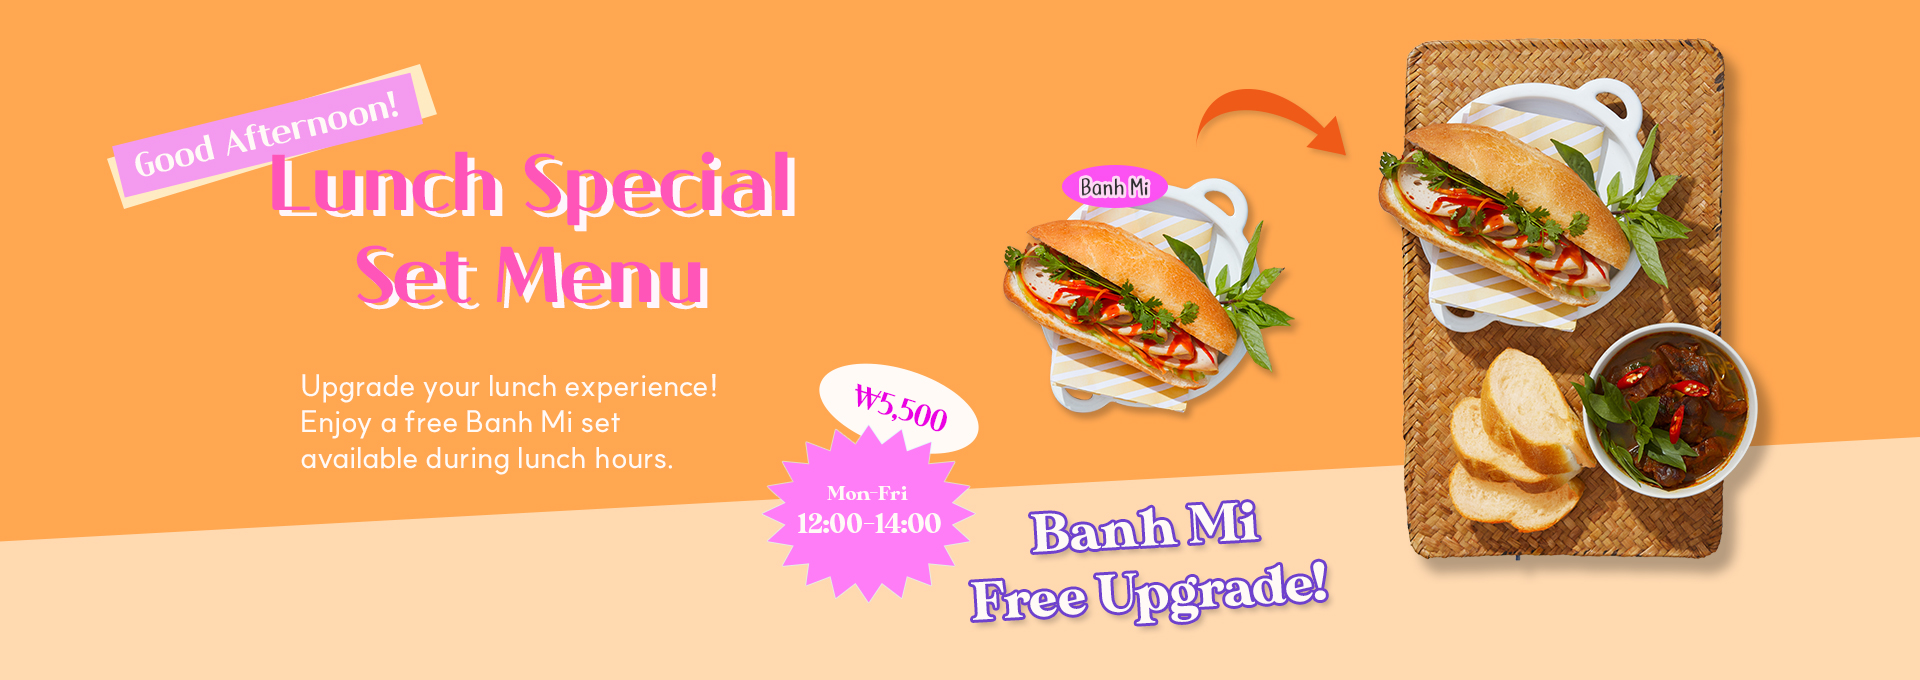 Good Afternoon!
Lunch Special
Set Menu
Upgrade your lunch experience!
Enjoy a free Banh Mi set
available during lunch hours.
₩5,500
Mon-Fri
12:00-14:00
Banh Mi
Banh Mi
Free Upgrade!